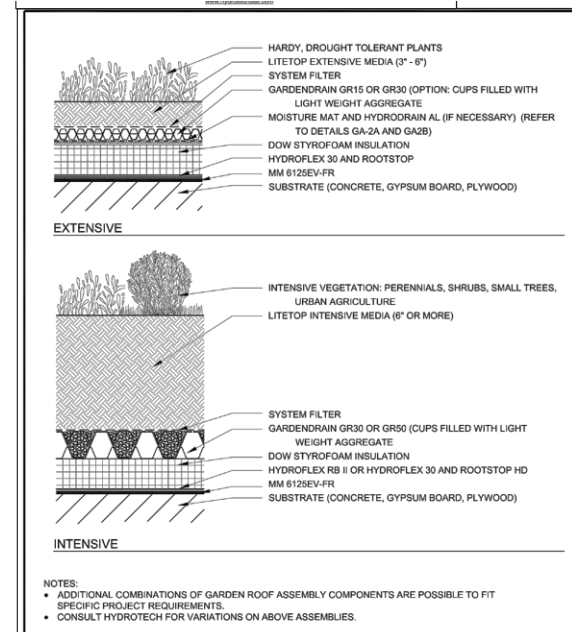 HARDY, DROUGHT TOLERANT PLANTS
LITETOP EXTENSIVE MEDIA (3" - 6")
SYSTEM FILTER
GARDENDRAIN GR15 OR GR30 (OPTION: CUPS FILLED WITH
LIGHT WEIGHT AGGREGATE
MOISTURE MAT AND HYDRODRAIN AL (IF NECESSARY) (REFER
TO DETAILS GA-2A AND GA2B)
DOW STYROFOAM INSULATION
HYDROFLEX 30 AND ROOTSTOP
MM 6125EV-FR
SUBSTRATE (CONCRETE, GYPSUM BOARD, PLYWOOD)
EXTENSIVE
INTENSIVE VEGETATION: PERENNIALS, SHRUBS, SMALL TREES,
URBAN AGRICULTURE
LITETOP INTENSIVE MEDIA (6" OR MORE)
SYSTEM FILTER
GARDENDRAIN GR30 OR GR50 (CUPS FILLED WITH LIGHT
WEIGHT AGGREGATE
DOW STYROFOAM INSULATION
HYDROFLEX RB II OR HYDROFLEX 30 AND ROOTSTOP HD
MM 6125EV-FR
SUBSTRATE (CONCRETE, GYPSUM BOARD, PLYWOOD)
INTENSIVE
NOTES:
• ADDITIONAL COMBINATIONS OF GARDEN ROOF ASSEMBLY COMPONENTS ARE POSSIBLE TO FIT
SPECIFIC PROJECT REQUIREMENTS.
• CONSULT HYDROTECH FOR VARIATIONS ON ABOVE ASSEMBLIES.